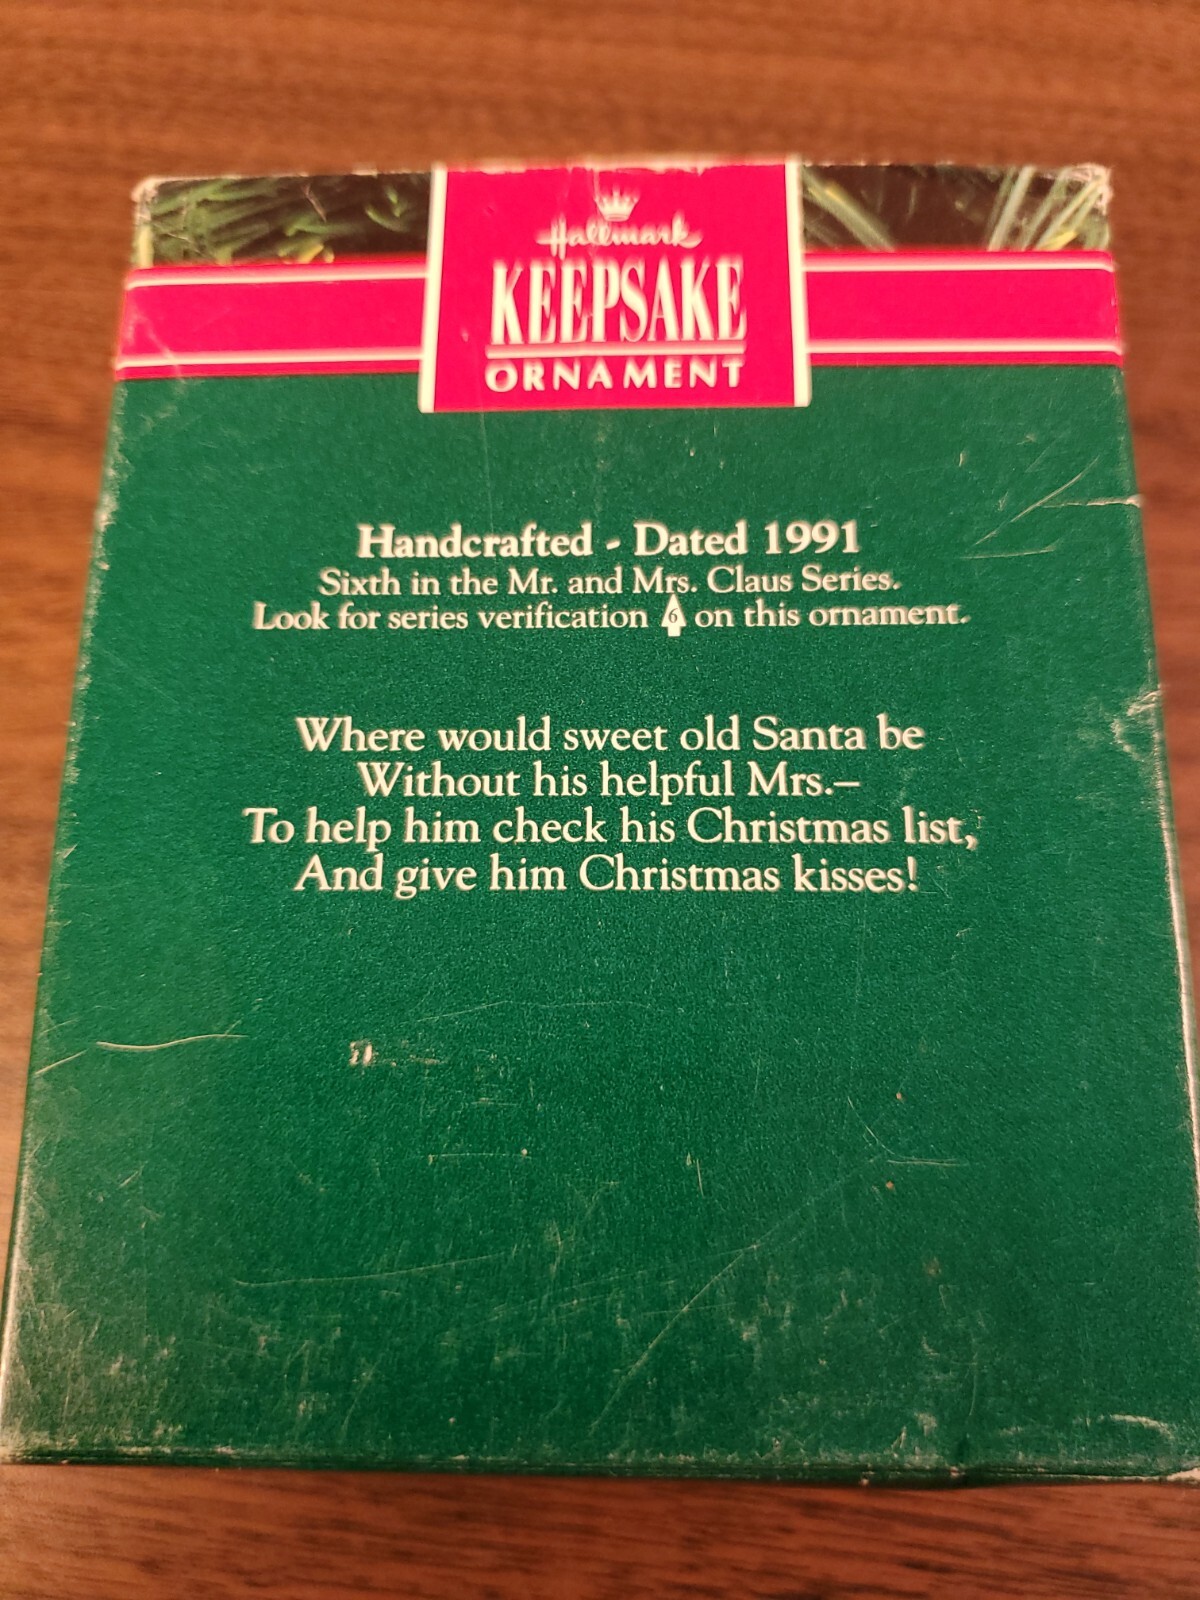 Hallmark
KEEPSAKE
ORNAMENT
Handcrafted - Dated 1991
Sixth in the Mr. and Mrs. Claus Series.
Look for series verification 6 on this ornament.
Where would sweet old Santa be
Without his helpful Mrs.—
To help him check his Christmas list,
And give him Christmas kisses!